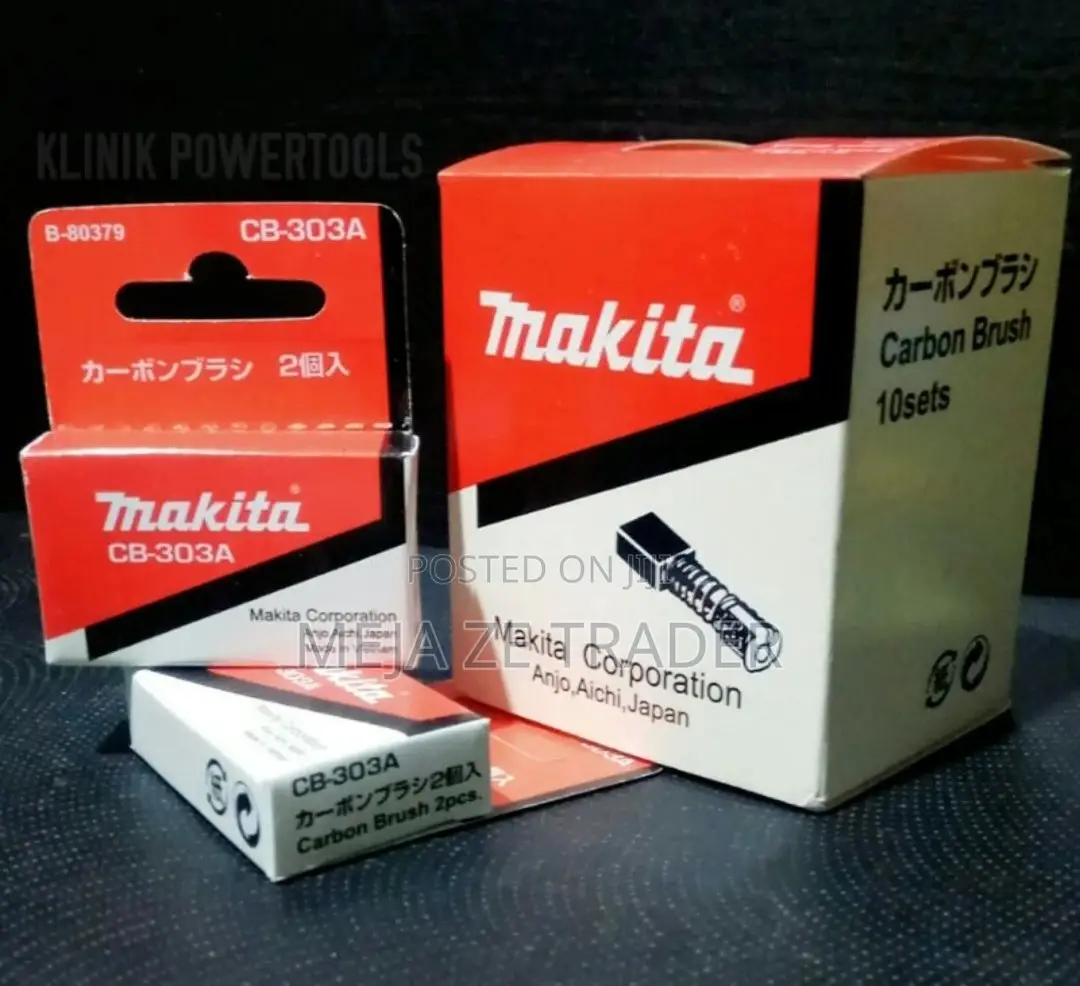 KLINIK POWERTOOLS
B-80379 CB-303A
カーボンブラシ 2個入
makita®
CB-303A
Makita Corporation
Anjo,Aichi,Japan
Made in Vietnam
makita®
Makita Corporation
Anjo,Aichi,Japan
カーボンブラシ
Carbon Brush
10sets
POSTED ON JIJI
MEJA ZE TRADER
makita
303A
CB-303A
カーボンブラシ2個入
Carbon Brush 2pcs.
303A